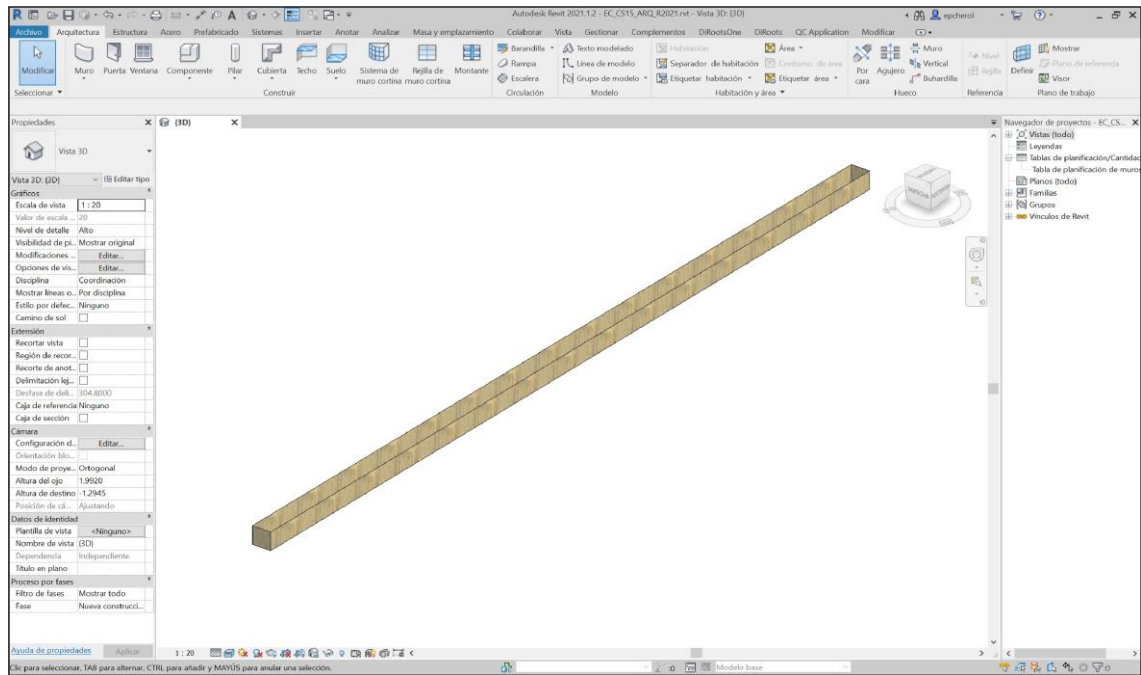 Autodesk Revit 2021.1.2 - EC_CS15_ARQ_R2021.rvt - Vista 3D: {3D}
epcherol
Archivo Arquitectura Estructura Acero Prefabricado Sistemas Insertar Anotar Analizar Masa y emplazamiento Colaborar Vista Gestionar Complementos DiRootsOne DiRoots QC Application Modificar
Modificar
Muro Puerta Ventana Componente Pilar Cubierta Techo Suelo Sistema de muro cortina Rejilla de muro cortina Montante
Barandilla
Rampa
Escalera
Texto modelado
Línea de modelo
Grupo de modelo
Habitación
Separador de habitación
Etiquetar habitación
Área
Contorno de área
Etiquetar área
Por cara
Agujero
Muro
Vertical
Buhardilla
Nivel
Rejilla
Definir
Mostrar
Plano de referencia
Visor
Seleccionar Construir Circulación Modelo Habitación y área Hueco Referencia Plano de trabajo
Propiedades
Vista 3D
Vista 3D: {3D} Editar tipo
Gráficos
Escala de vista 1 : 20
Valor de escala ... 20
Nivel de detalle Alto
Visibilidad de pi... Mostrar original
Modificaciones ... Editar...
Opciones de vis... Editar...
Disciplina Coordinación
Mostrar líneas o... Por disciplina
Estilo por defec... Ninguno
Camino de sol
Extensión
Recortar vista
Región de recor...
Recorte de anot...
Delimitación lej...
Desfase de deli... 304.8000
Caja de referencia Ninguno
Caja de sección
Cámara
Configuración d... Editar...
Orientación blo...
Modo de proye... Ortogonal
Altura del ojo 1.9920
Altura de destino -1.2945
Posición de cá... Ajustando
Datos de identidad
Plantilla de vista <Ninguno>
Nombre de vista {3D}
Dependencia Independiente
Título en plano
Proceso por fases
Filtro de fases Mostrar todo
Fase Nueva construcci...
Ayuda de propiedades Aplicar
{3D}
Navegador de proyectos - EC_CS...
Vistas (todo)
Leyendas
Tablas de planificación/Cantidad
Tabla de planificación de muros
Planos (todo)
Familias
Grupos
Vínculos de Revit
1 : 20
Clic para seleccionar, TAB para alternar, CTRL para añadir y MAYÚS para anular una selección.
:0
Modelo base
:0